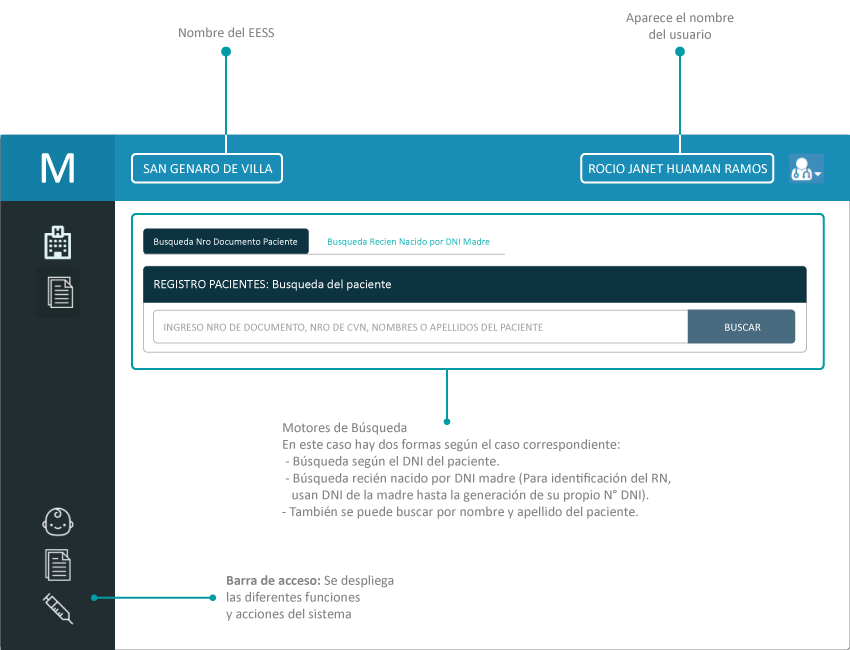 Nombre del EESS
Aparece el nombre
del usuario
M
SAN GENARO DE VILLA
ROCIO JANET HUAMAN RAMOS
H
Busqueda Nro Documento Paciente
Busqueda Recien Nacido por DNI Madre
REGISTRO PACIENTES: Busqueda del paciente
INGRESO NRO DE DOCUMENTO, NRO DE CVN, NOMBRES O APELLIDOS DEL PACIENTE
BUSCAR
Motores de Búsqueda
En este caso hay dos formas según el caso correspondiente:
- Búsqueda según el DNI del paciente.
- Búsqueda recién nacido por DNI madre (Para identificación del RN,
usan DNI de la madre hasta la generación de su propio N° DNI).
- También se puede buscar por nombre y apellido del paciente.
Barra de acceso: Se despliega
las diferentes funciones
y acciones del sistema